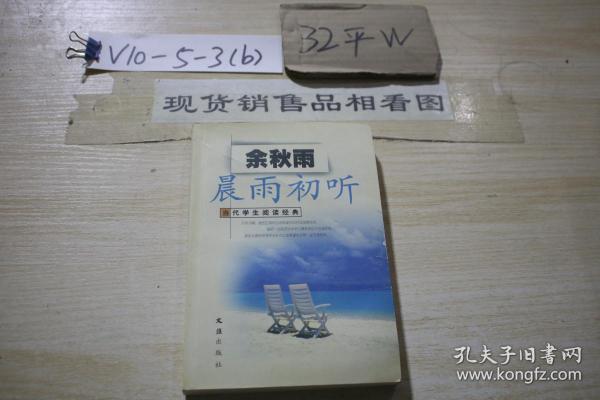 V10-5-3(b)
32平W
现货销售品相看图
余秋雨
晨雨初听
当代学生阅读经典
文汇出版社
孔夫子旧书网
www.kongfz.com